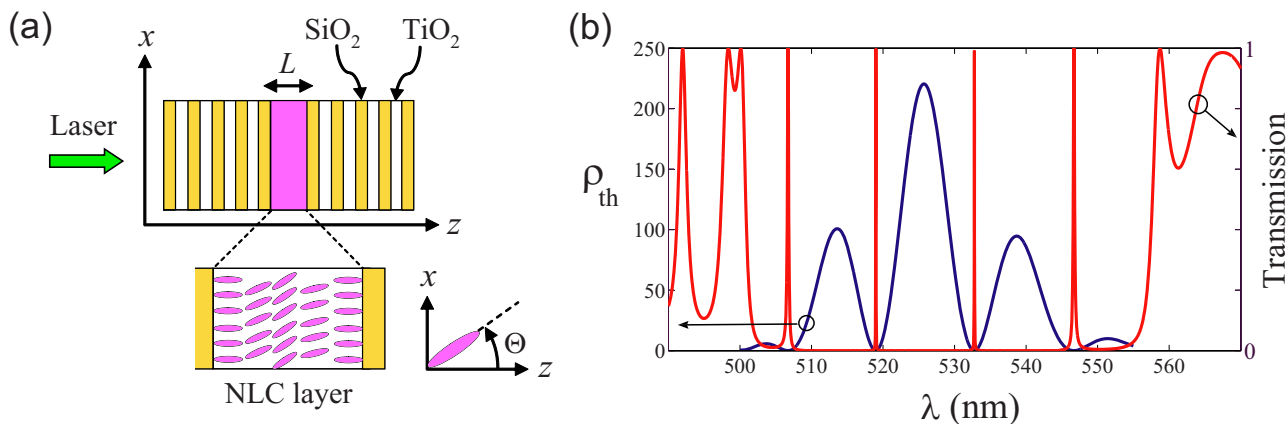 (a)
SiO2
TiO2
x
L
Laser
z
x
Θ
z
NLC layer
(b)
250
200
150
100
50
0
ρth
1
0
Transmission
500
510
520
530
540
550
560
λ (nm)